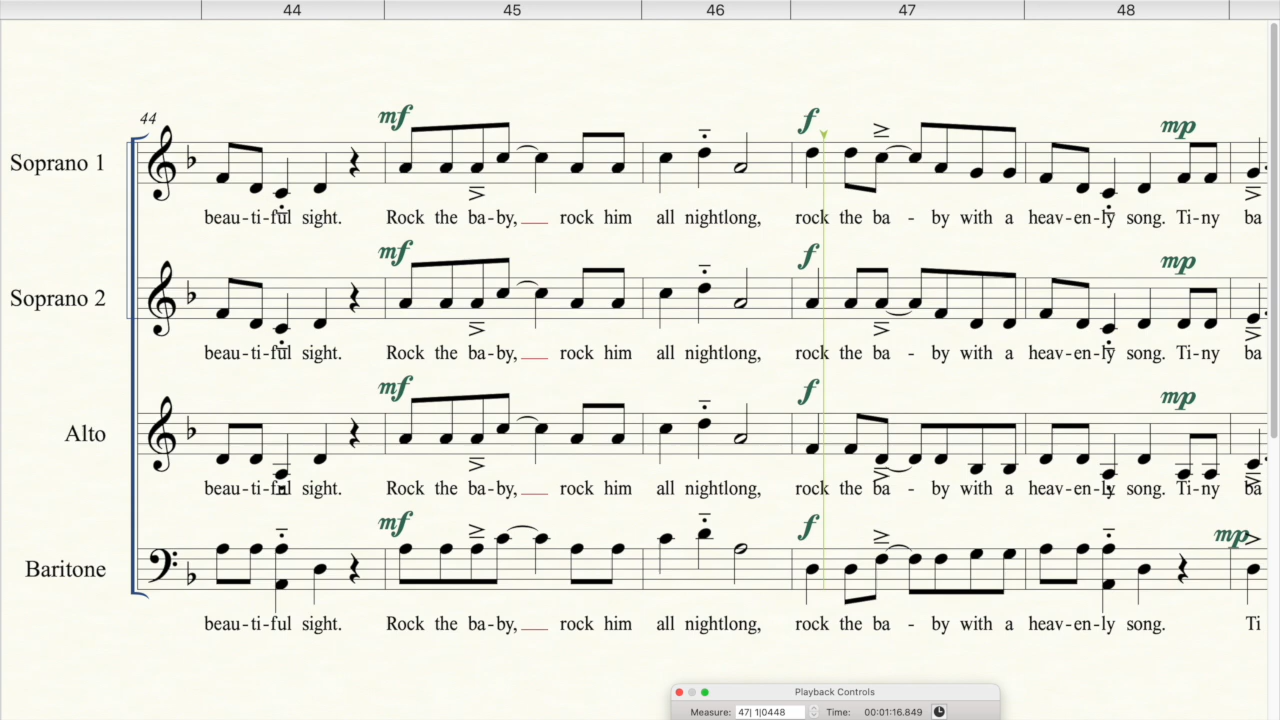 44 45 46 47 48
44 mf f mp
Soprano 1
beau-ti-ful sight. Rock the ba-by, rock him all nightlong, rock the ba - by with a heav-en-ly song. Ti-ny ba
mf f mp
Soprano 2
beau-ti-ful sight. Rock the ba-by, rock him all nightlong, rock the ba - by with a heav-en-ly song. Ti-ny ba
mf f mp
Alto
beau-ti-ful sight. Rock the ba-by, rock him all nightlong, rock the ba - by with a heav-en-ly song. Ti-ny ba
mf f mp
Baritone
beau-ti-ful sight. Rock the ba-by, rock him all nightlong, rock the ba - by with a heav-en-ly song. Ti
Playback Controls
Measure: 47| 1|0448 Time: 00:01:16.849